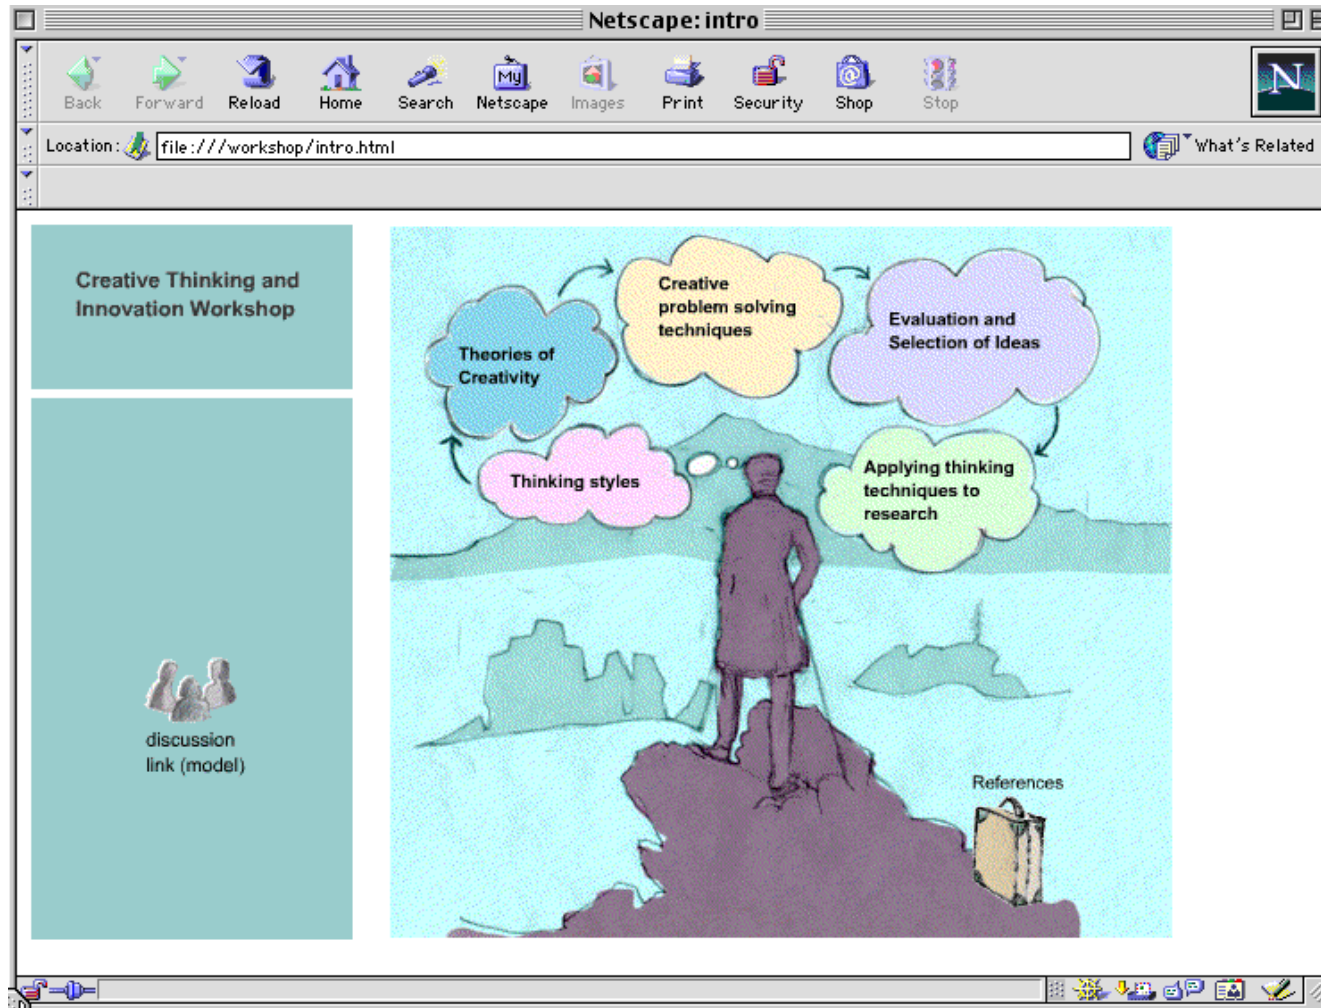 Netscape: intro
Back Forward Reload Home Search Netscape Images Print Security Shop Stop
My
N
Location: file:///workshop/intro.html What's Related
Creative Thinking and
Innovation Workshop
Creative
problem solving
techniques
Evaluation and
Selection of Ideas
Theories of
Creativity
Thinking styles
Applying thinking
techniques to
research
discussion
link (model)
References